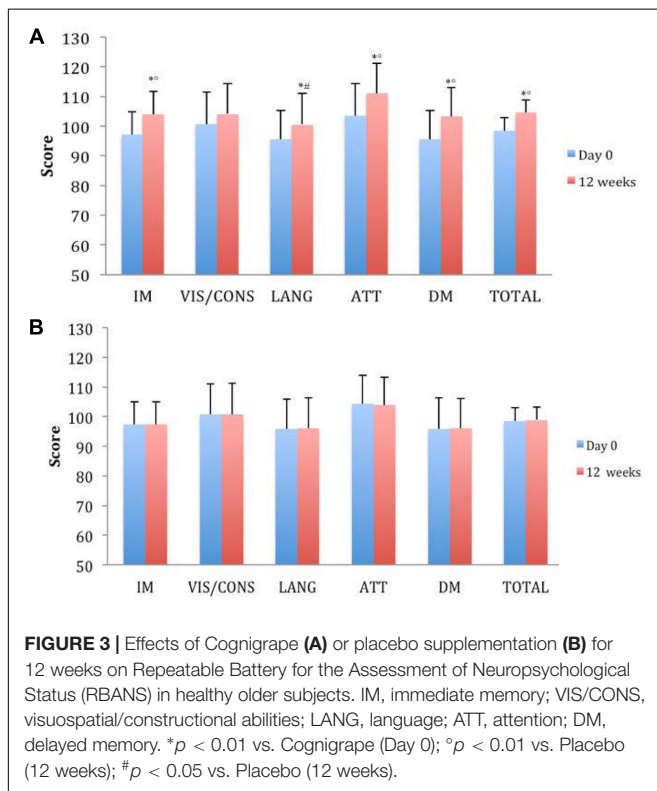 A
130
120
110
100
90
80
70
60
50
Score
*°
*#
*°
*°
*°
Day 0
12 weeks
IM VIS/CONS LANG ATT DM TOTAL
B
130
120
110
100
90
80
70
60
50
Score
Day 0
12 weeks
IM VIS/CONS LANG ATT DM TOTAL
FIGURE 3 | Effects of Cognigrape (A) or placebo supplementation (B) for
12 weeks on Repeatable Battery for the Assessment of Neuropsychological
Status (RBANS) in healthy older subjects. IM, immediate memory; VIS/CONS,
visuospatial/constructional abilities; LANG, language; ATT, attention; DM,
delayed memory. *p < 0.01 vs. Cognigrape (Day 0); °p < 0.01 vs. Placebo
(12 weeks); #p < 0.05 vs. Placebo (12 weeks).